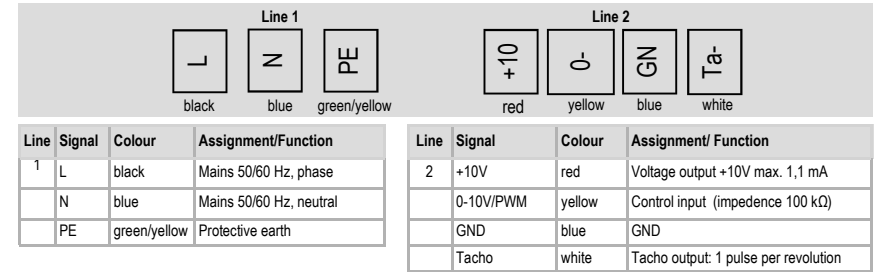 Line 1 Line 2
L N PE +10 0- GN Ta-
black blue green/yellow red yellow blue white
Line Signal Colour Assignment/Function
1 L black Mains 50/60 Hz, phase
N blue Mains 50/60 Hz, neutral
PE green/yellow Protective earth
Line Signal Colour Assignment/ Function
2 +10V red Voltage output +10V max. 1,1 mA
0-10V/PWM yellow Control input (impedence 100 kΩ)
GND blue GND
Tacho white Tacho output: 1 pulse per revolution